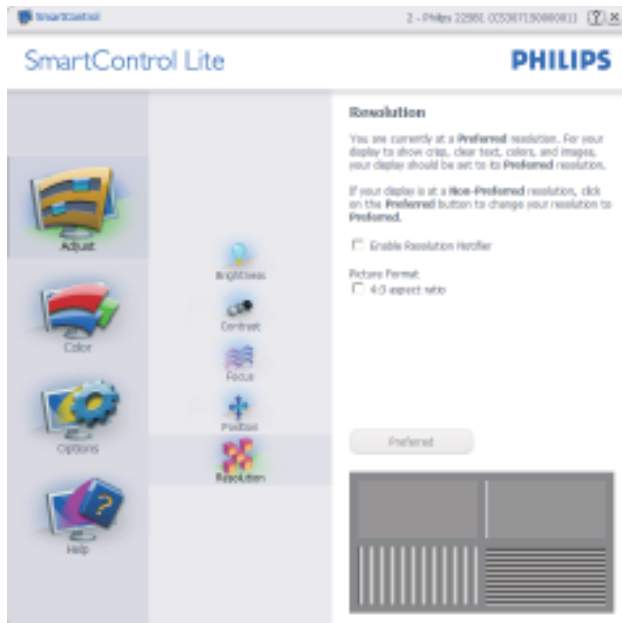 SmartControl
2 - Philips 229B1
SmartControl Lite
PHILIPS
Resolution
You are currently at a Preferred resolution. For your
display to show crisp, clear text, colors, and images,
your display should be set to its Preferred resolution.
If your display is at a Non-Preferred resolution, click
on the Preferred button to change your resolution to
Preferred.
Enable Resolution Notifier
Picture Format
4:3 aspect ratio
Preferred
Adjust
Color
Options
Help
Brightness
Contrast
Focus
Position
Resolution